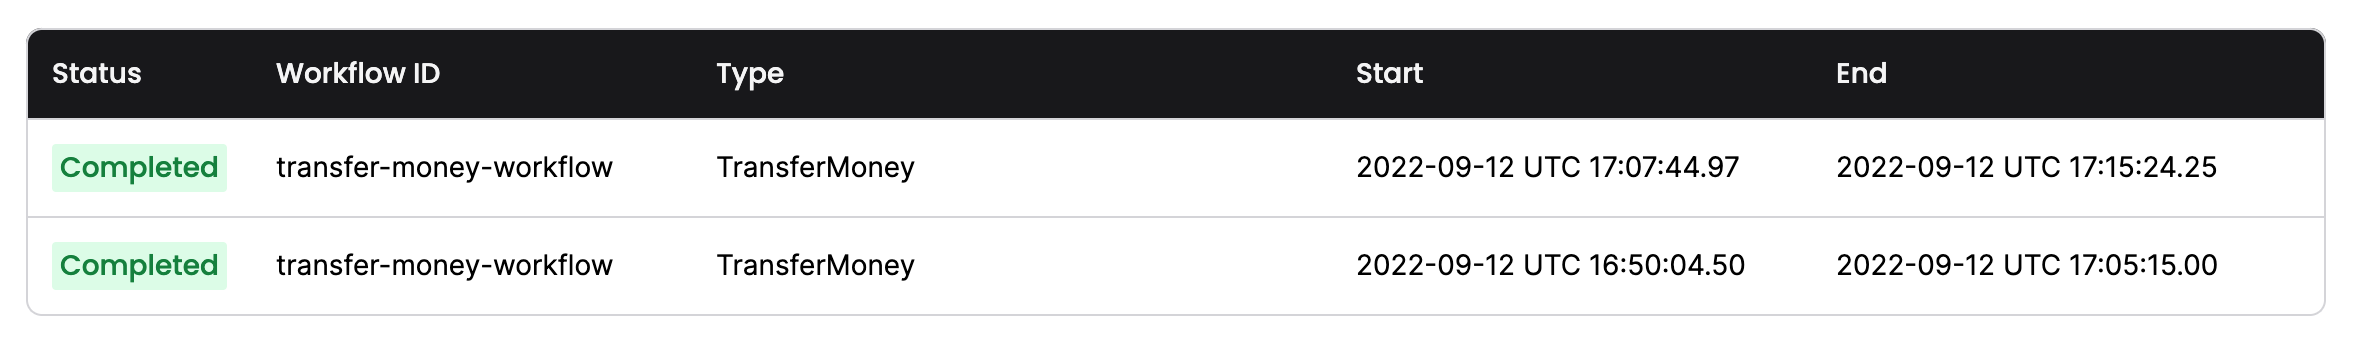 Status Workflow ID Type Start End
Completed transfer-money-workflow TransferMoney 2022-09-12 UTC 17:07:44.97 2022-09-12 UTC 17:15:24.25
Completed transfer-money-workflow TransferMoney 2022-09-12 UTC 16:50:04.50 2022-09-12 UTC 17:05:15.00